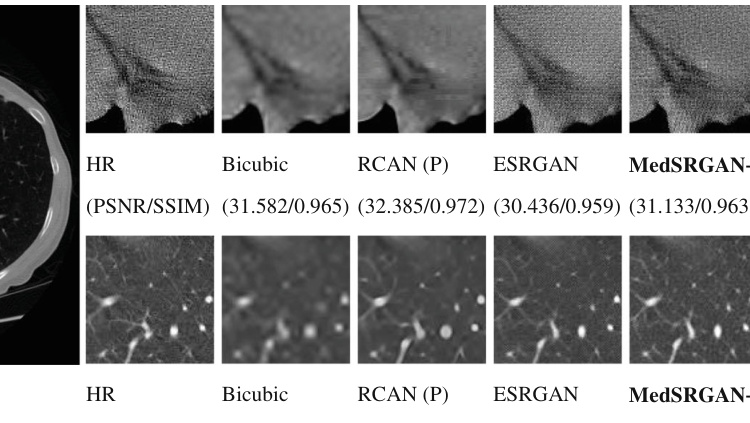 HR Bicubic RCAN (P) ESRGAN MedSRGAN-
(PSNR/SSIM) (31.582/0.965) (32.385/0.972) (30.436/0.959) (31.133/0.963
HR Bicubic RCAN (P) ESRGAN MedSRGAN-